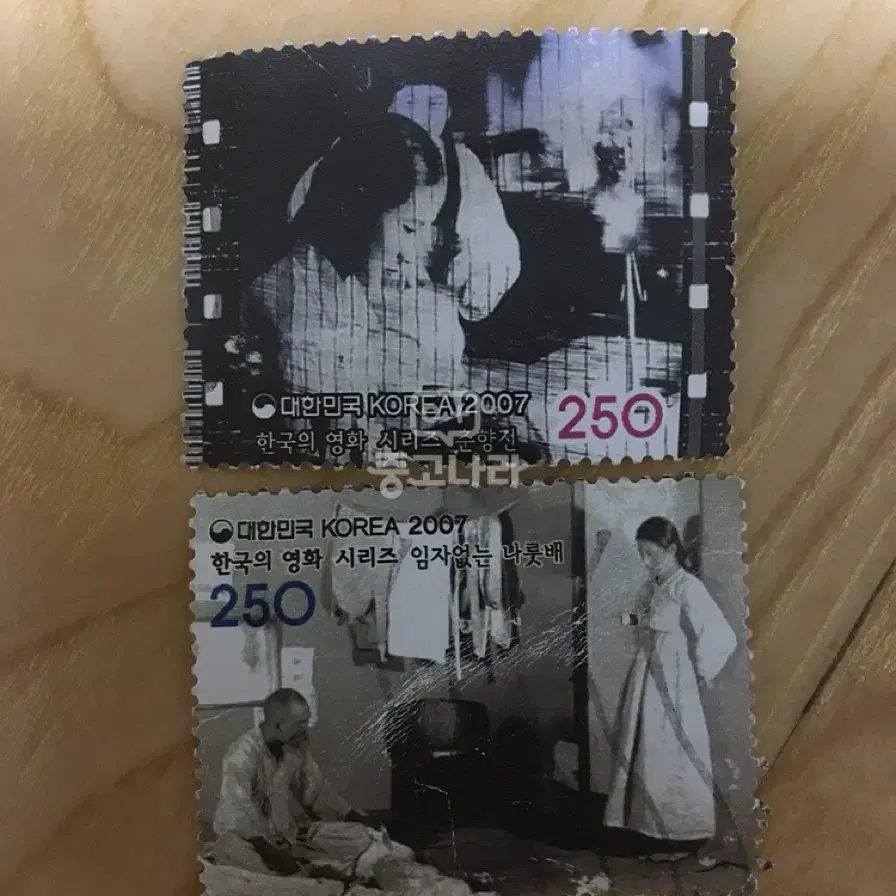 대한민국 KOREA 2007
한국의 영화 시리즈 춘향전
250
중고나라
대한민국 KOREA 2007
한국의 영화 시리즈 임자없는 나룻배
250